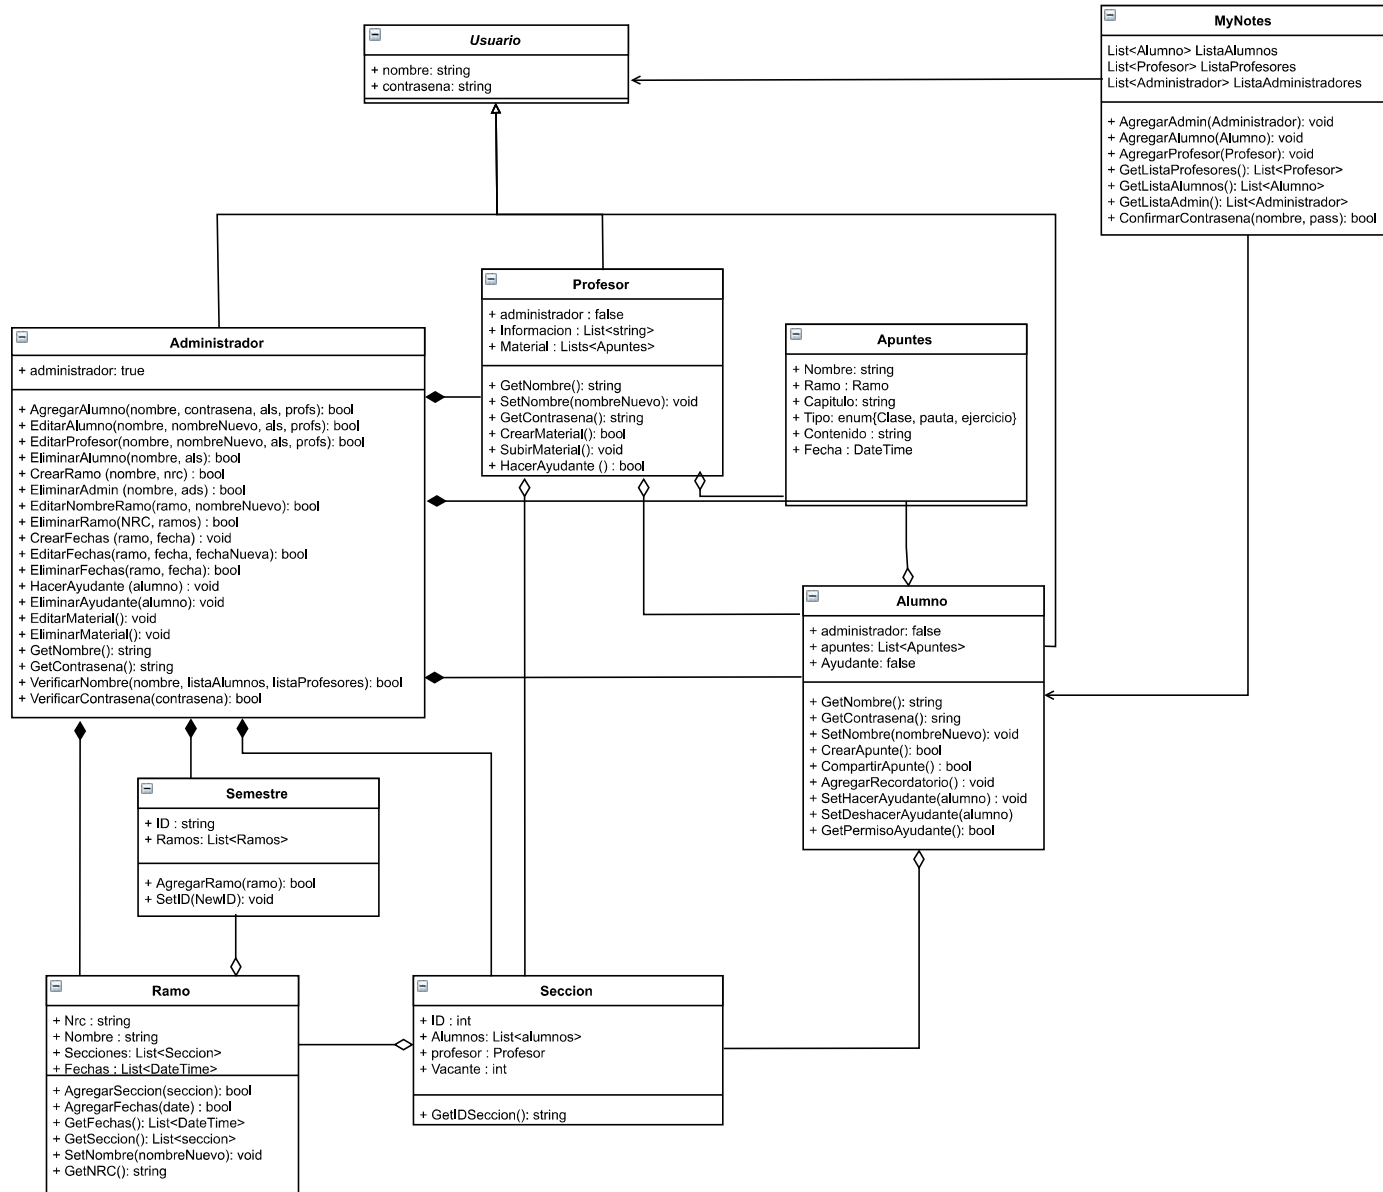 Usuario
+ nombre: string
+ contrasena: string
MyNotes
List<Alumno> ListaAlumnos
List<Profesor> ListaProfesores
List<Administrador> ListaAdministradores
+ AgregarAdmin(Administrador): void
+ AgregarAlumno(Alumno): void
+ AgregarProfesor(Profesor): void
+ GetListaProfesores(): List<Profesor>
+ GetListaAlumnos(): List<Alumno>
+ GetListaAdmin(): List<Administrador>
+ ConfirmarContrasena(nombre, pass): bool
Profesor
+ administrador : false
+ Informacion : List<string>
+ Material : Lists<Apuntes>
+ GetNombre(): string
+ SetNombre(nombreNuevo): void
+ GetContrasena(): string
+ CrearMaterial(): bool
+ SubirMaterial(): void
+ HacerAyudante () : bool
Apuntes
+ Nombre: string
+ Ramo : Ramo
+ Capitulo: string
+ Tipo: enum{Clase, pauta, ejercicio}
+ Contenido : string
+ Fecha : DateTime
Administrador
+ administrador: true
+ AgregarAlumno(nombre, contrasena, als, profs): bool
+ EditarAlumno(nombre, nombreNuevo, als, profs): bool
+ EditarProfesor(nombre, nombreNuevo, als, profs): bool
+ EliminarAlumno(nombre, als): bool
+ CrearRamo (nombre, nrc) : bool
+ EliminarAdmin (nombre, ads) : bool
+ EditarNombreRamo(ramo, nombreNuevo): bool
+ EliminarRamo(NRC, ramos) : bool
+ CrearFechas (ramo, fecha) : void
+ EditarFechas(ramo, fecha, fechaNueva): bool
+ EliminarFechas(ramo, fecha): bool
+ HacerAyudante (alumno) : void
+ EliminarAyudante(alumno): void
+ EditarMaterial(): void
+ EliminarMaterial(): void
+ GetNombre(): string
+ GetContrasena(): string
+ VerificarNombre(nombre, listaAlumnos, listaProfesores): bool
+ VerificarContrasena(contrasena): bool
Alumno
+ administrador: false
+ apuntes: List<Apuntes>
+ Ayudante: false
+ GetNombre(): string
+ GetContrasena(): sring
+ SetNombre(nombreNuevo): void
+ CrearApunte(): bool
+ CompartirApunte() : bool
+ AgregarRecordatorio() : void
+ SetHacerAyudante(alumno) : void
+ SetDeshacerAyudante(alumno)
+ GetPermisoAyudante(): bool
Semestre
+ ID : string
+ Ramos: List<Ramos>
+ AgregarRamo(ramo): bool
+ SetID(NewID): void
Ramo
+ Nrc : string
+ Nombre : string
+ Secciones: List<Seccion>
+ Fechas : List<DateTime>
+ AgregarSeccion(seccion): bool
+ AgregarFechas(date) : bool
+ GetFechas(): List<DateTime>
+ GetSeccion(): List<seccion>
+ SetNombre(nombreNuevo): void
+ GetNRC(): string
Seccion
+ ID : int
+ Alumnos: List<alumnos>
+ profesor : Profesor
+ Vacante : int
+ GetIDSeccion(): string